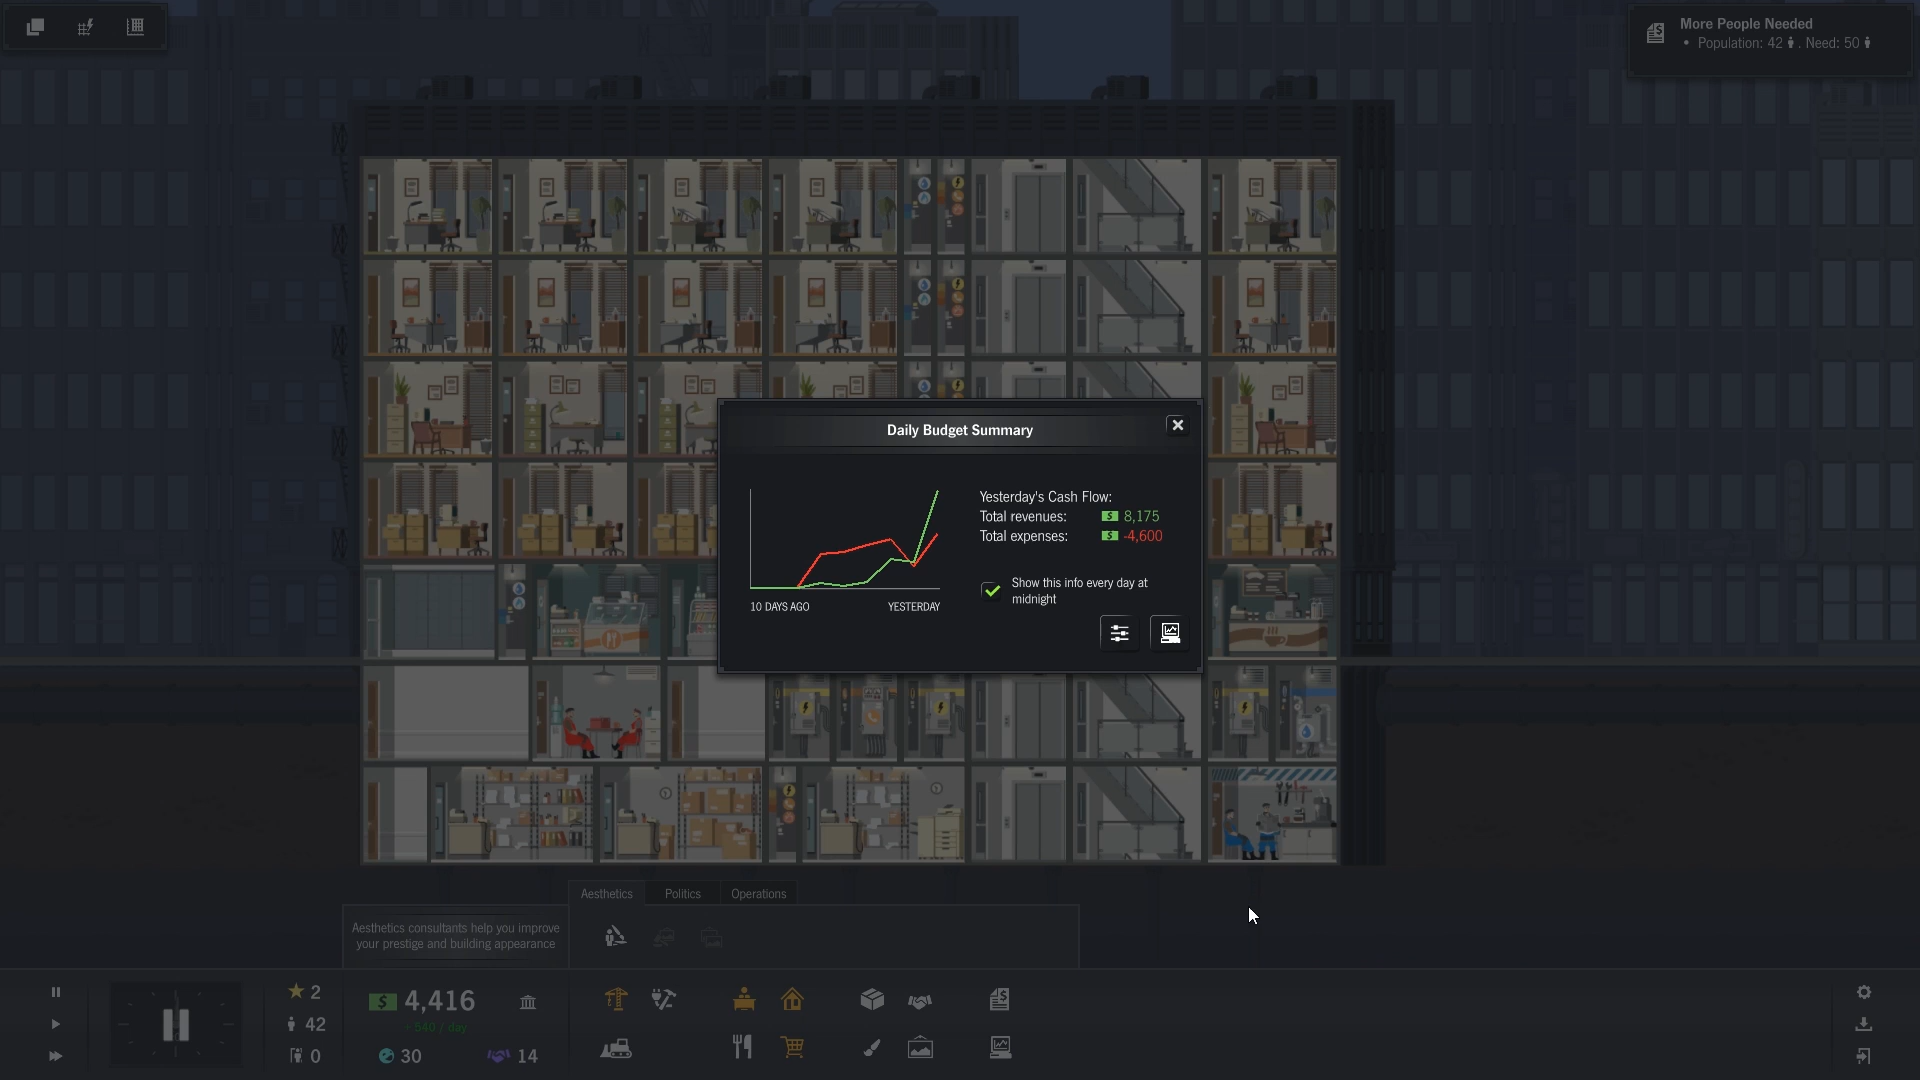 More People Needed
• Population: 42 . Need: 50
Daily Budget Summary
Yesterday's Cash Flow:
Total revenues: 8,175
Total expenses: -4,600
Show this info every day at
midnight
10 DAYS AGO YESTERDAY
Aesthetics Politics Operations
Aesthetics consultants help you improve
your prestige and building appearance
2
42
0
$ 4,416
+ 540 / day
30 14